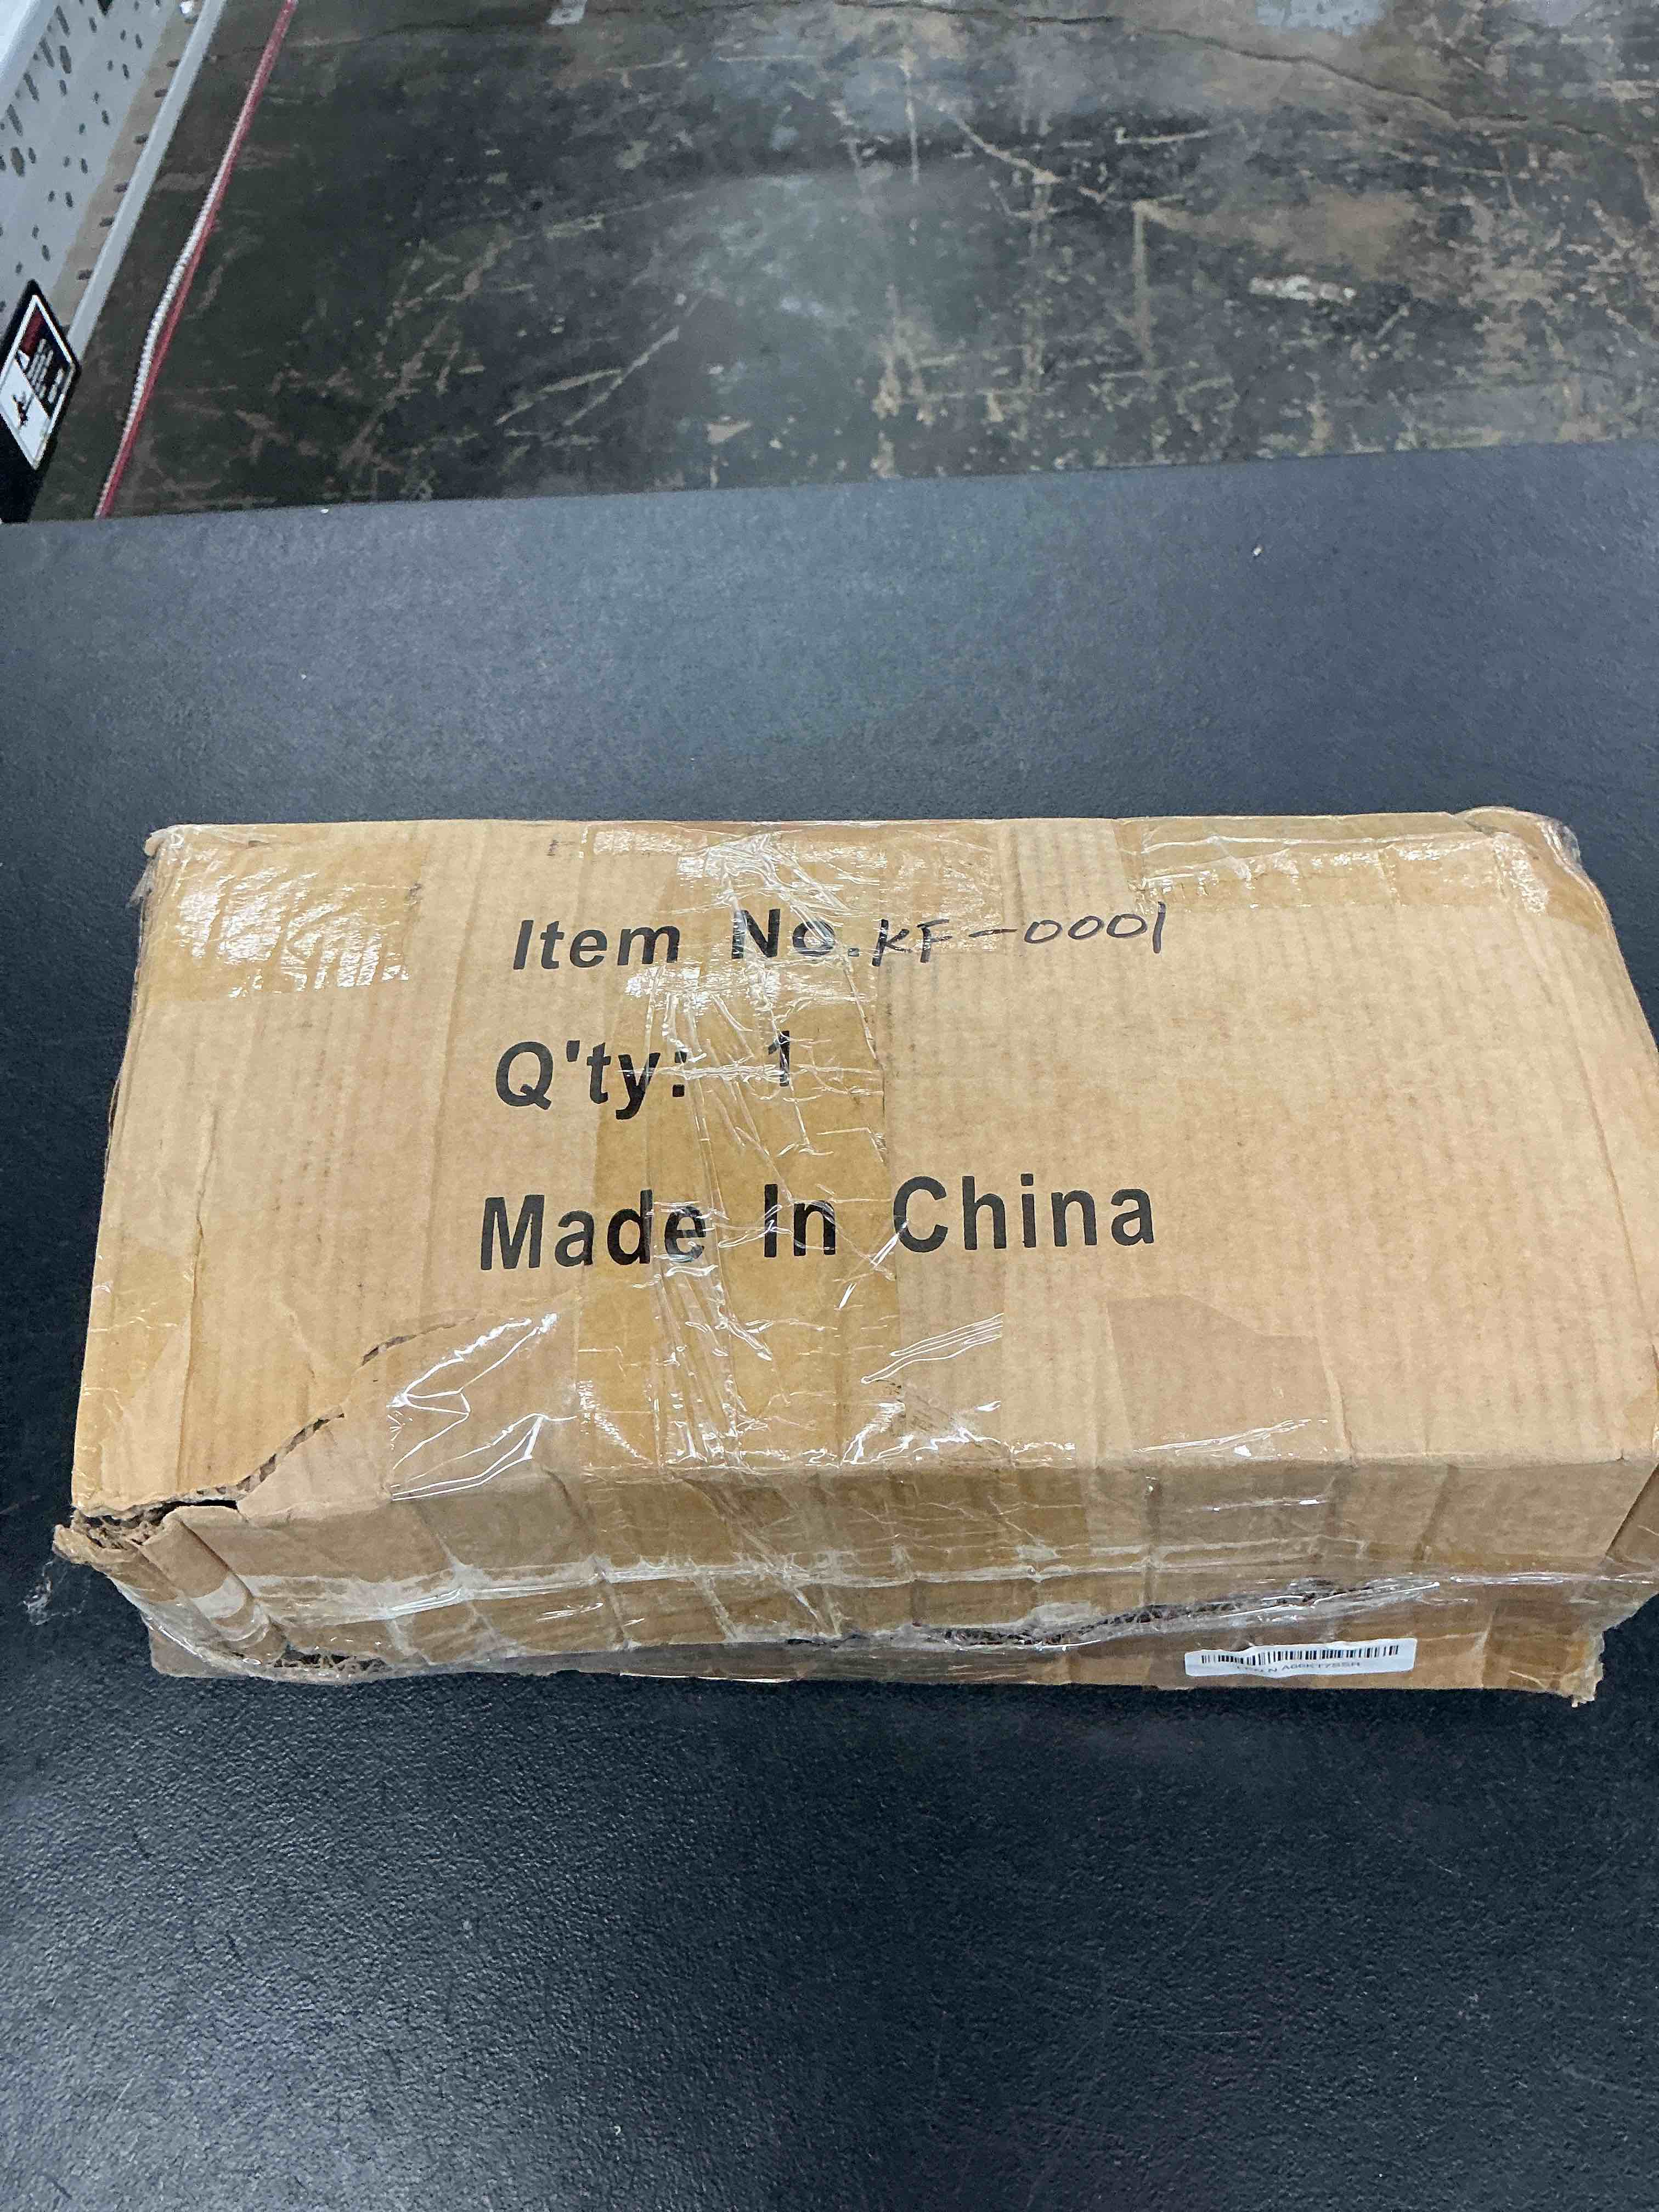 Item No. KF-0001
Q'ty: 1
Made In China